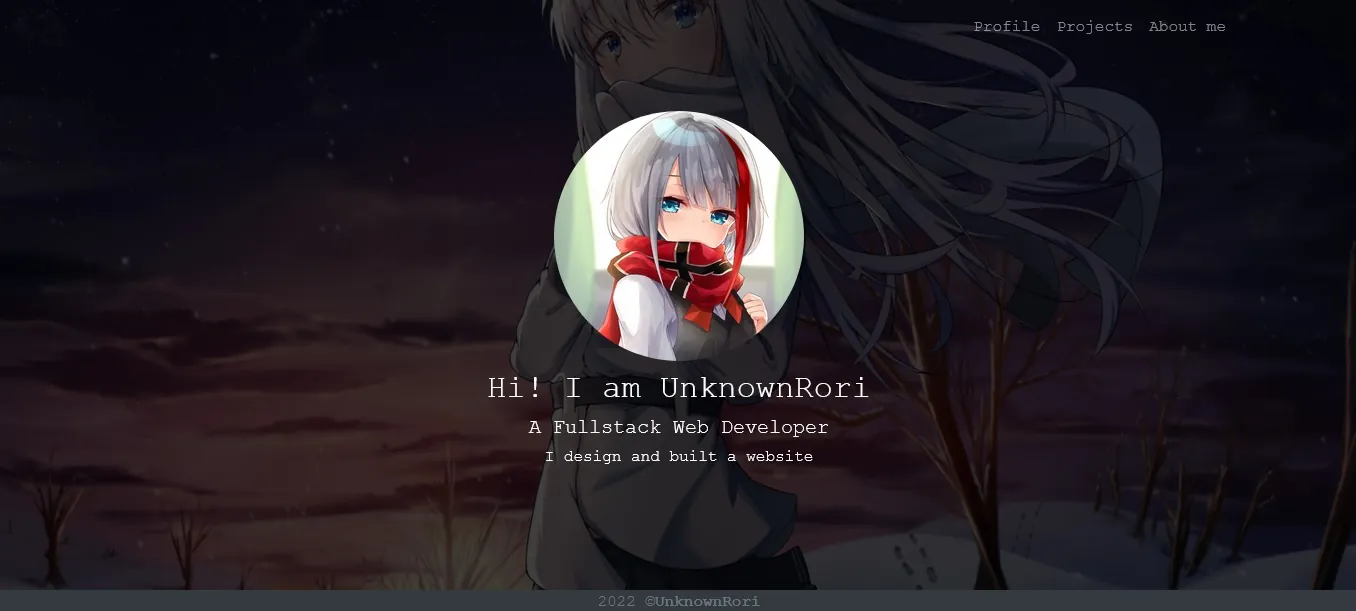 Profile Projects About me
Hi! I am UnknownRori
A Fullstack Web Developer
I design and built a website
2022 ©UnknownRori